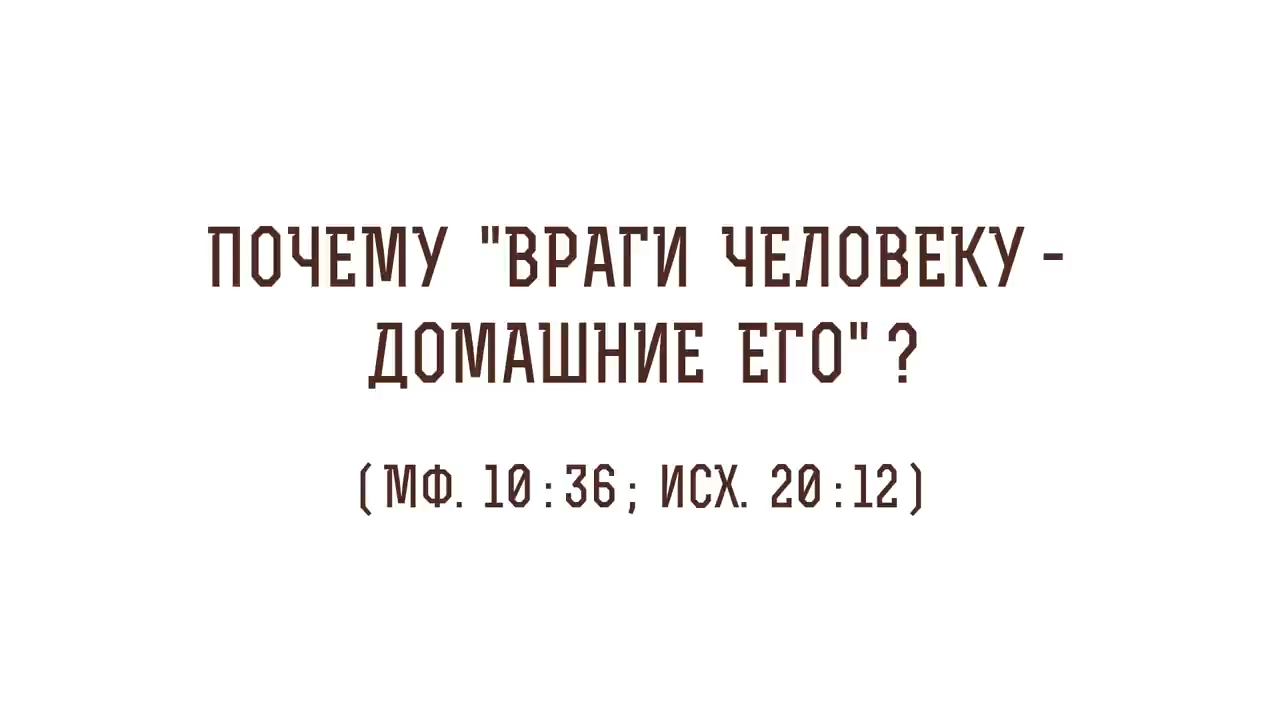 ПОЧЕМУ "ВРАГИ ЧЕЛОВЕКУ -
ДОМАШНИЕ ЕГО" ?
(МФ. 10:36; ИСХ. 20:12)